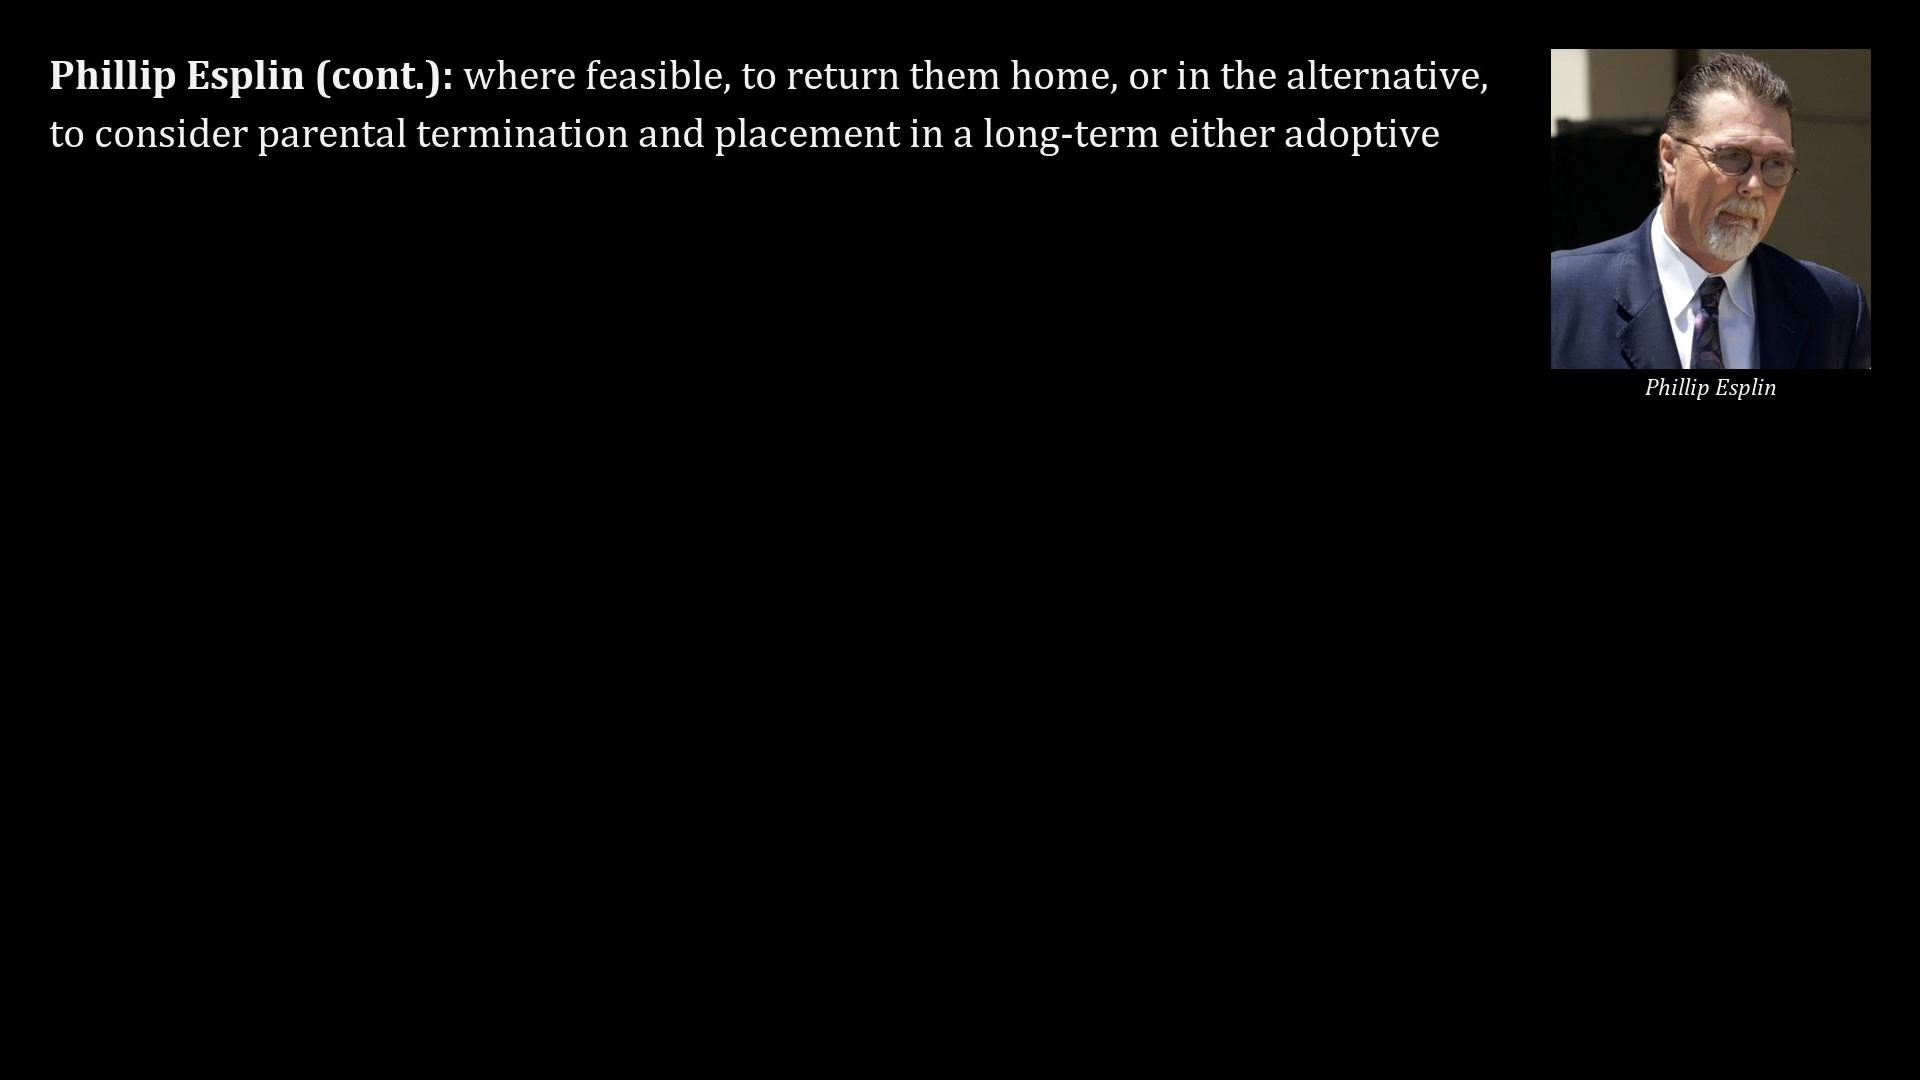 Phillip Esplin (cont.): where feasible, to return them home, or in the alternative,
to consider parental termination and placement in a long-term either adoptive
Phillip Esplin